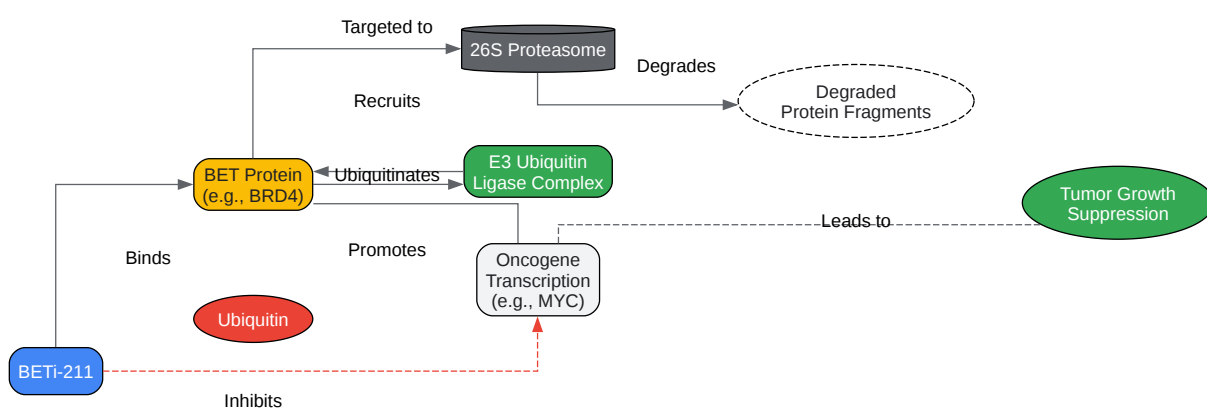 Targeted to
26S Proteasome
Degrades
Degraded
Protein Fragments
Recruits
BET Protein
(e.g., BRD4)
Ubiquitinates
E3 Ubiquitin
Ligase Complex
Tumor Growth
Suppression
Leads to
Binds
Promotes
Oncogene
Transcription
(e.g., MYC)
Ubiquitin
BETi-211
Inhibits